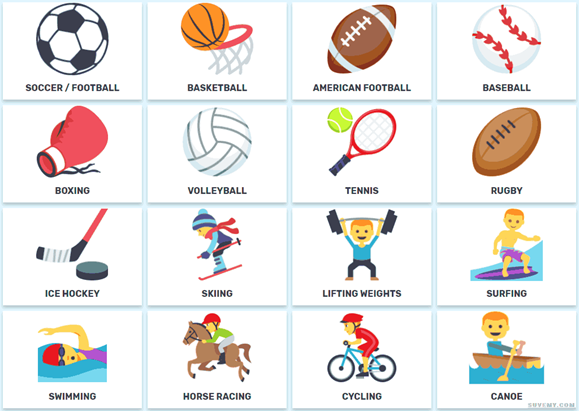 SOCCER / FOOTBALL
BASKETBALL
AMERICAN FOOTBALL
BASEBALL
BOXING
VOLLEYBALL
TENNIS
RUGBY
ICE HOCKEY
SKIING
LIFTING WEIGHTS
SURFING
SWIMMING
HORSE RACING
CYCLING
CANOE